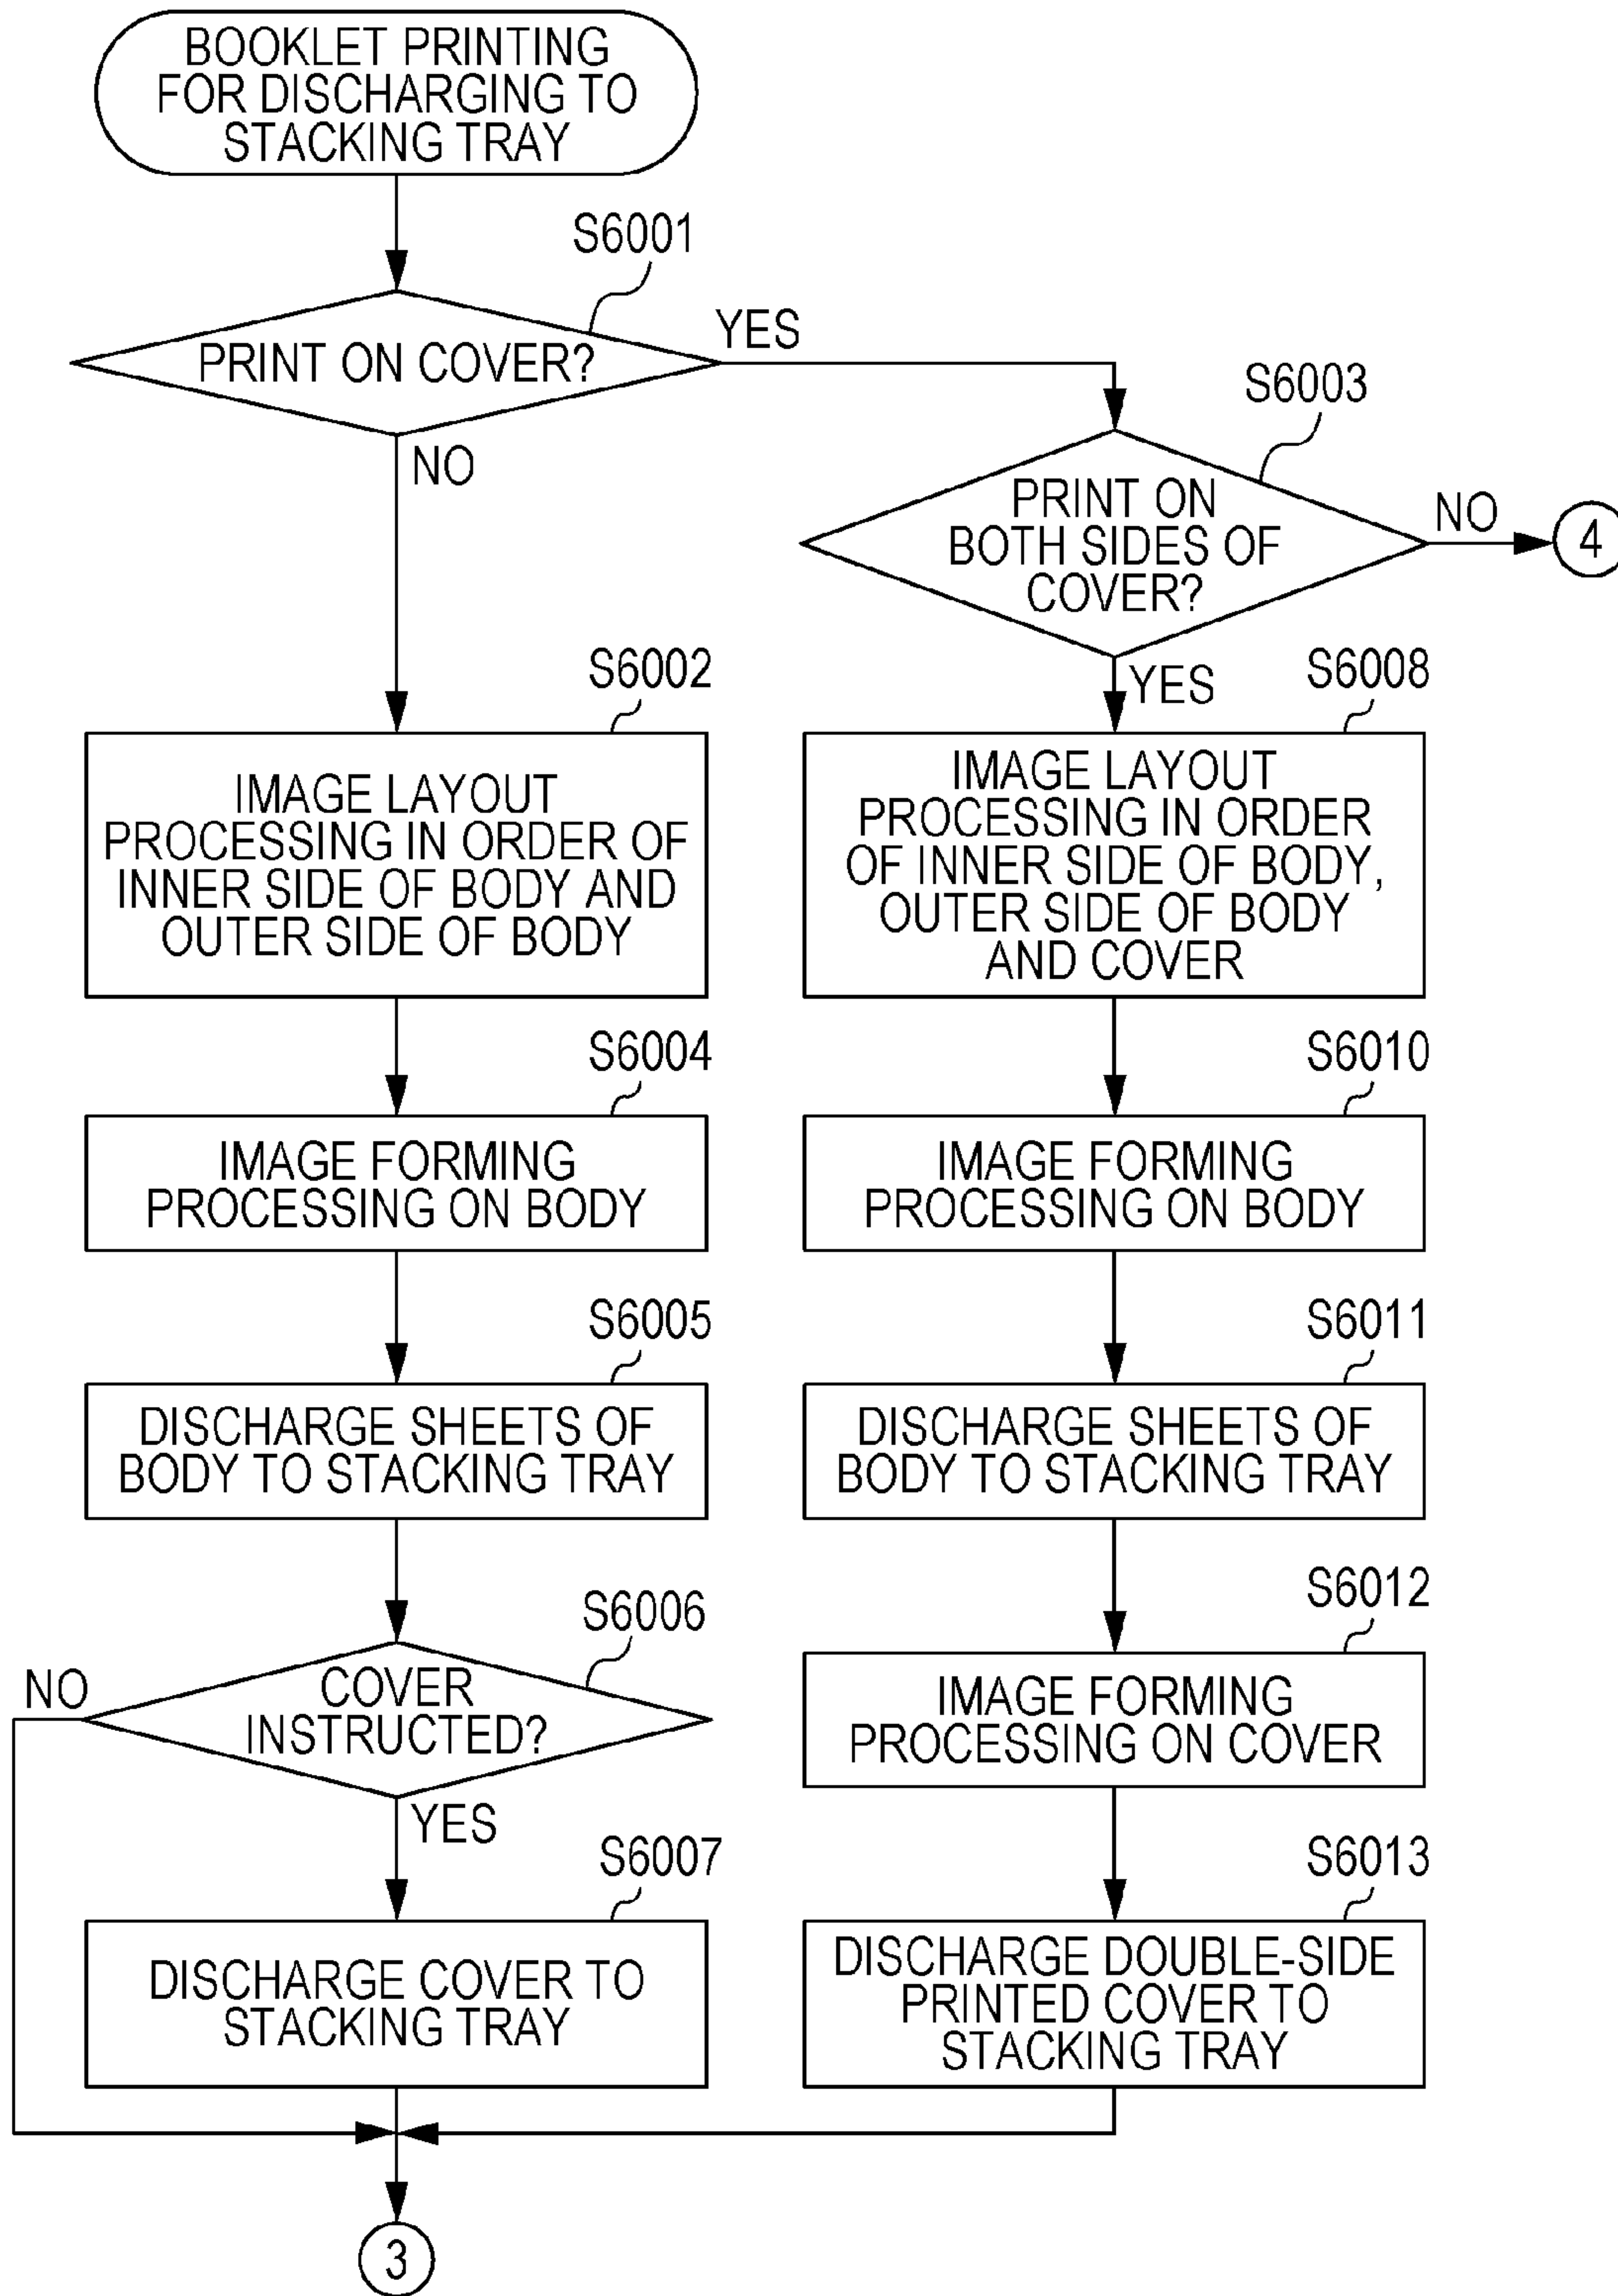 BOOKLET PRINTING
FOR DISCHARGING TO
STACKING TRAY
S6001
PRINT ON COVER?
YES
NO
S6003
PRINT ON
BOTH SIDES OF
COVER?
NO
4
YES
S6002
IMAGE LAYOUT
PROCESSING IN ORDER OF
INNER SIDE OF BODY AND
OUTER SIDE OF BODY
S6008
IMAGE LAYOUT
PROCESSING IN ORDER
OF INNER SIDE OF BODY,
OUTER SIDE OF BODY
AND COVER
S6004
IMAGE FORMING
PROCESSING ON BODY
S6010
IMAGE FORMING
PROCESSING ON BODY
S6005
DISCHARGE SHEETS OF
BODY TO STACKING TRAY
S6011
DISCHARGE SHEETS OF
BODY TO STACKING TRAY
S6006
COVER
INSTRUCTED?
NO
YES
S6012
IMAGE FORMING
PROCESSING ON COVER
S6007
DISCHARGE COVER TO
STACKING TRAY
S6013
DISCHARGE DOUBLE-SIDE
PRINTED COVER TO
STACKING TRAY
3